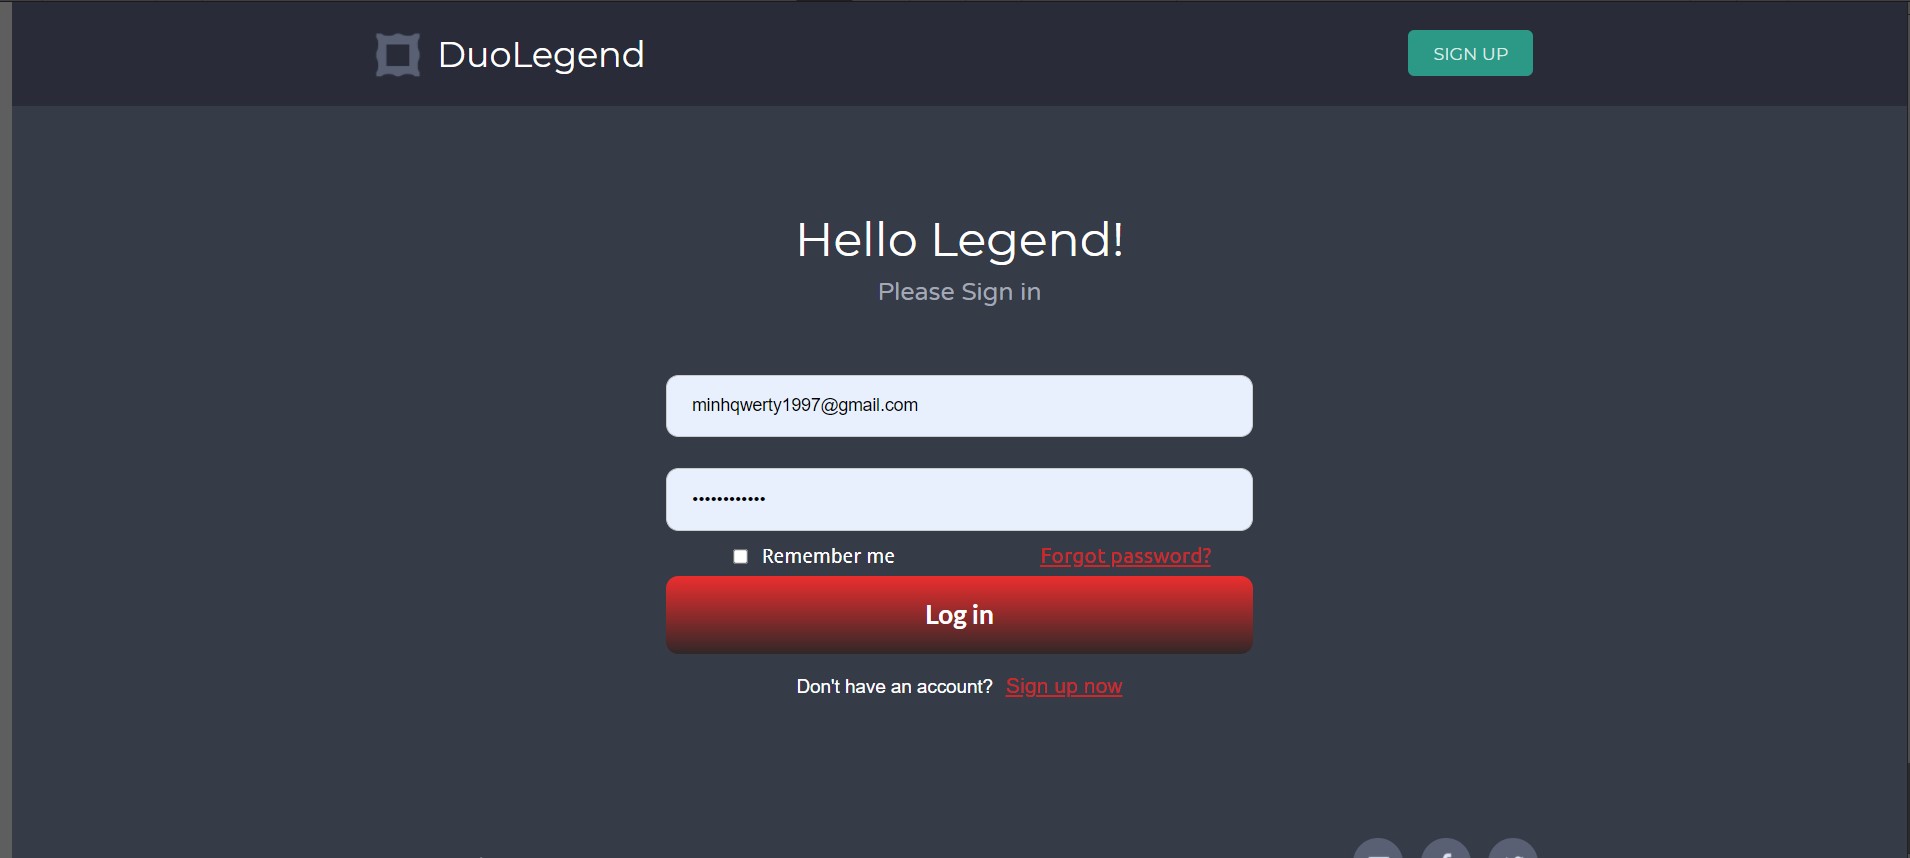 DuoLegend
SIGN UP
Hello Legend!
Please Sign in
minhqwerty1997@gmail.com
••••••••••••
Remember me
Forgot password?
Log in
Don't have an account? Sign up now